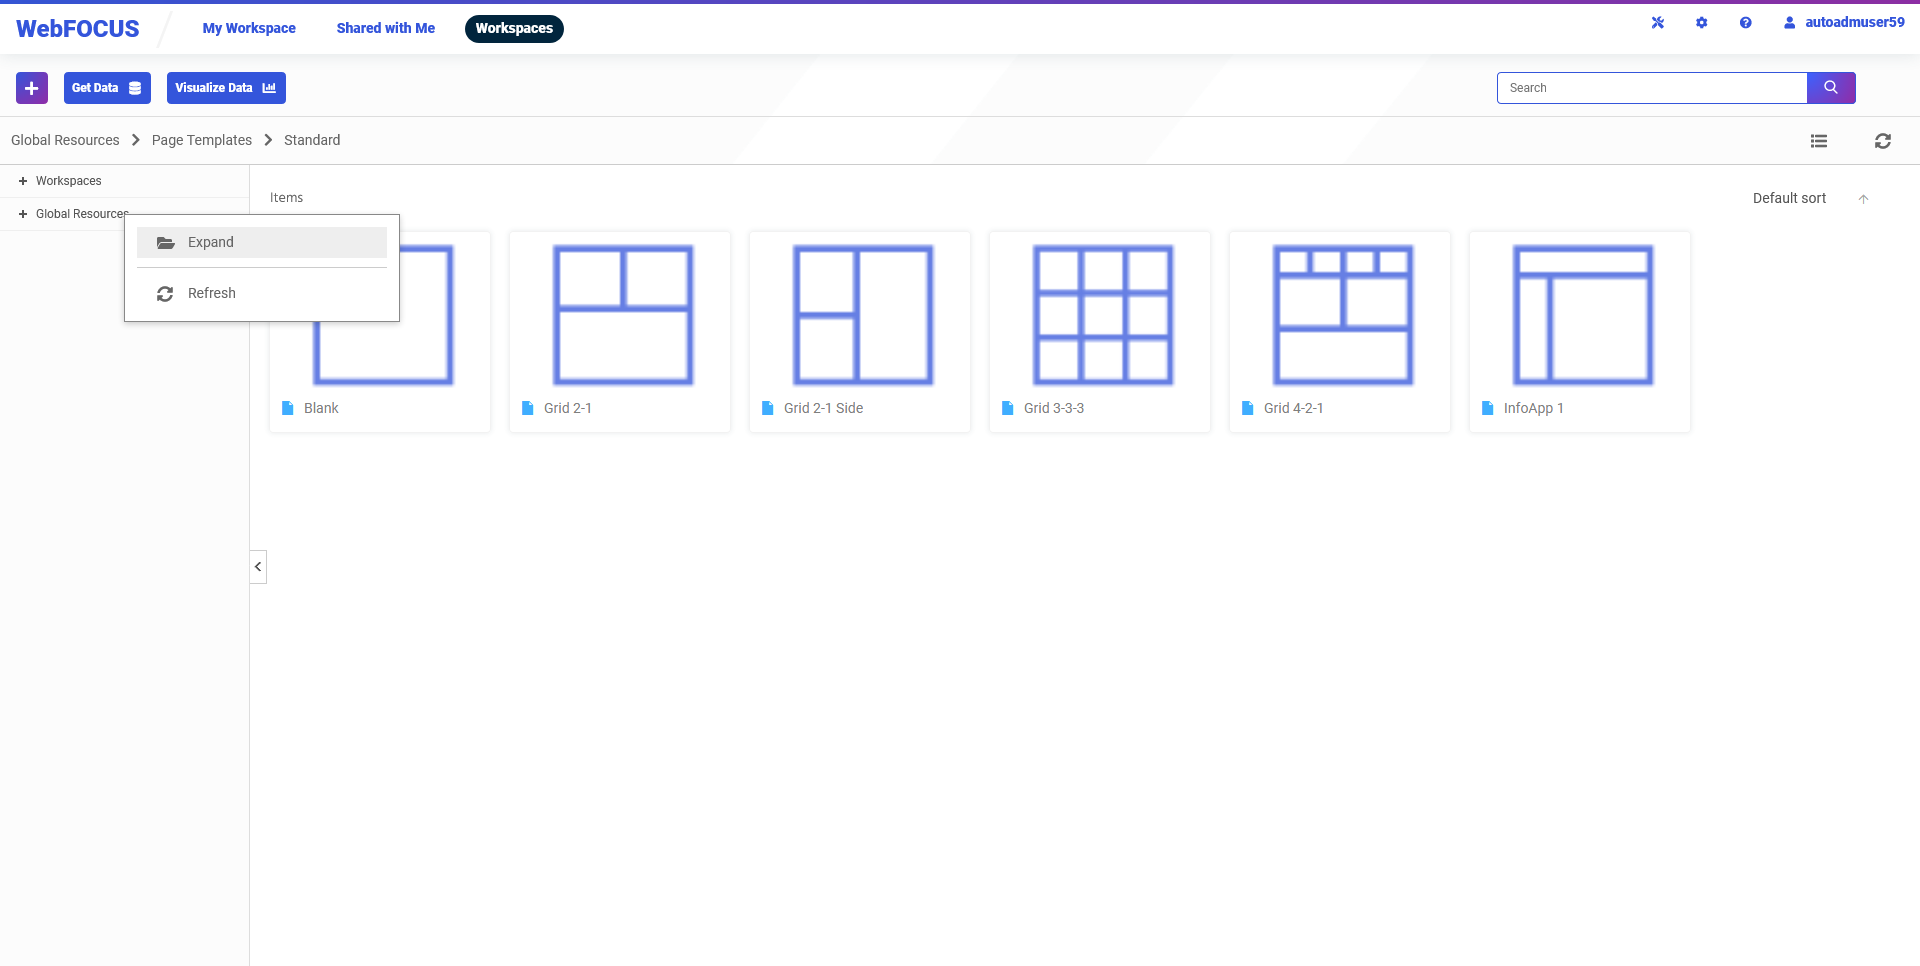 WebFOCUS
My Workspace
Shared with Me
Workspaces
autoadmuser59
Get Data
Visualize Data
Search
Global Resources
Page Templates
Standard
Workspaces
Global Resources
Items
Default sort
Expand
Refresh
Blank
Grid 2-1
Grid 2-1 Side
Grid 3-3-3
Grid 4-2-1
InfoApp 1